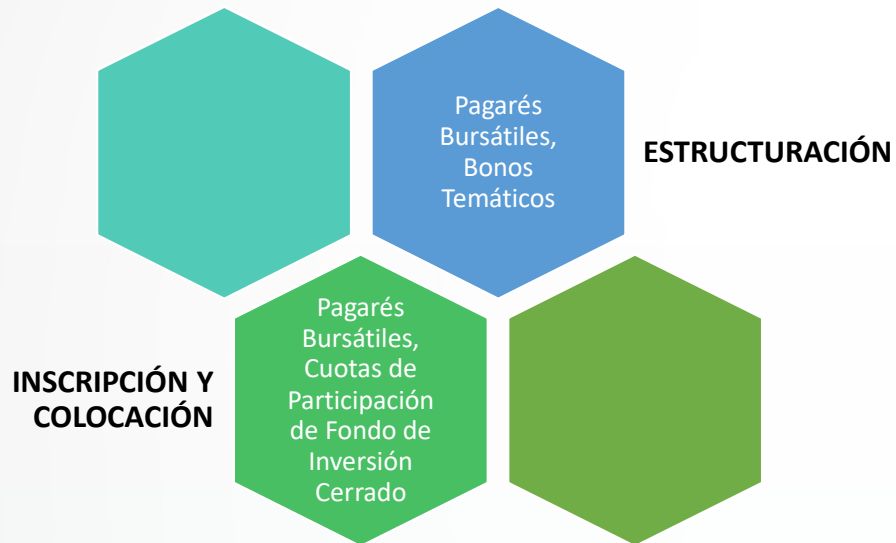 Pagarés
Bursátiles,
Bonos
Temáticos
ESTRUCTURACIÓN
INSCRIPCIÓN Y
COLOCACIÓN
Pagarés
Bursátiles,
Cuotas de
Participación
de Fondo de
Inversión
Cerrado